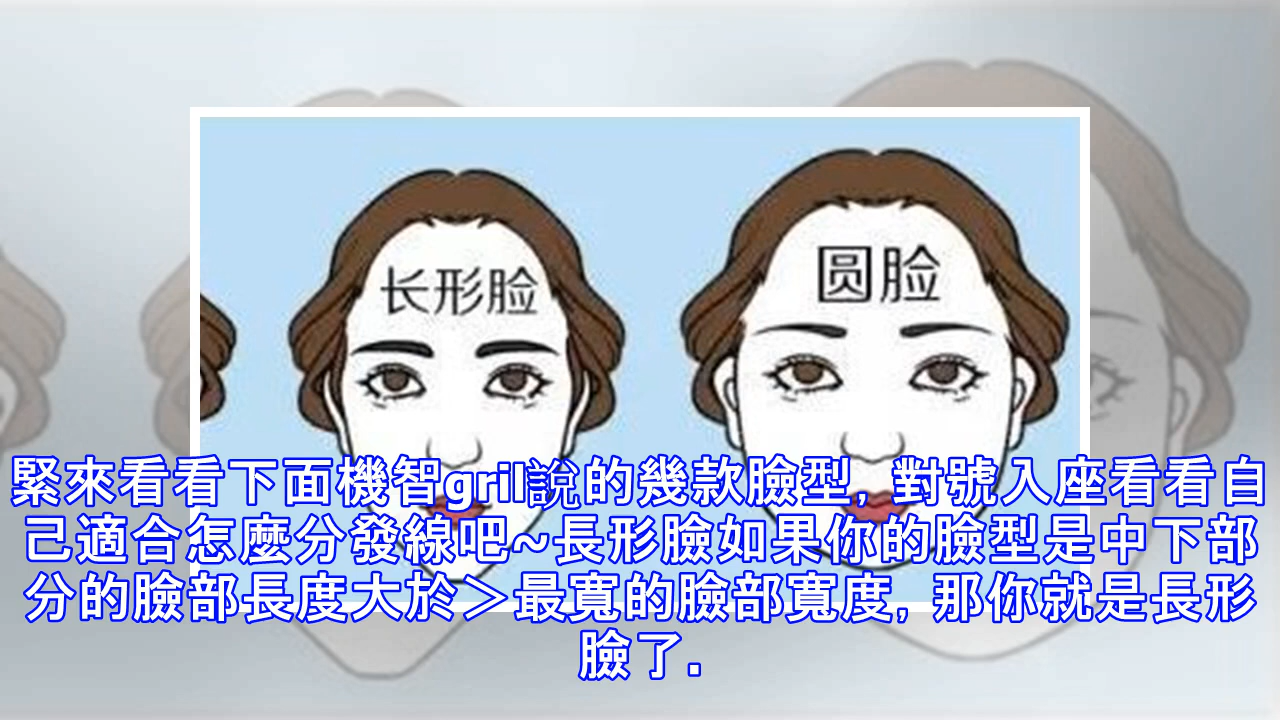 长形脸
圆脸
緊來看看下面機智gril說的幾款臉型, 對號入座看看自
己適合怎麼分發線吧~長形臉如果你的臉型是中下部
分的臉部長度大於＞最寬的臉部寬度, 那你就是長形
臉了.